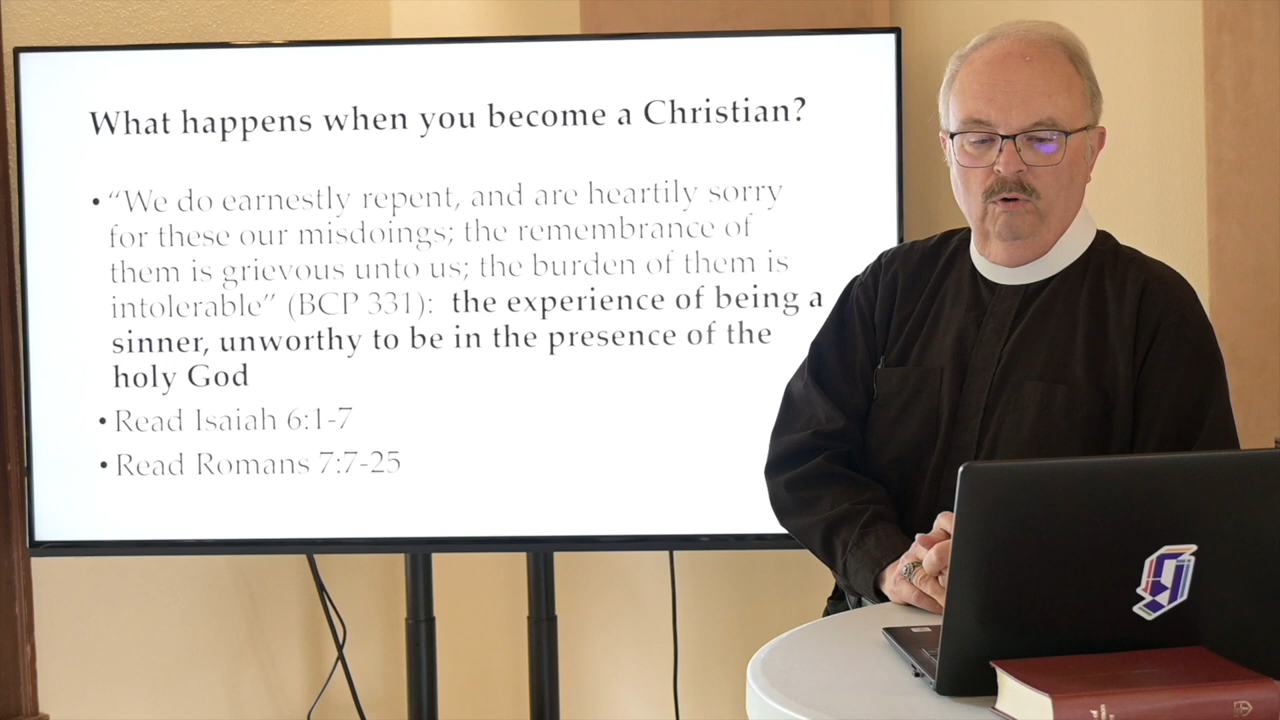 What happens when you become a Christian?
• “We do earnestly repent, and are heartily sorry
for these our misdoings; the remembrance of
them is grievous unto us; the burden of them is
intolerable” (BCP 331): the experience of being a
sinner, unworthy to be in the presence of the
holy God
• Read Isaiah 6:1-7
• Read Romans 7:7-25